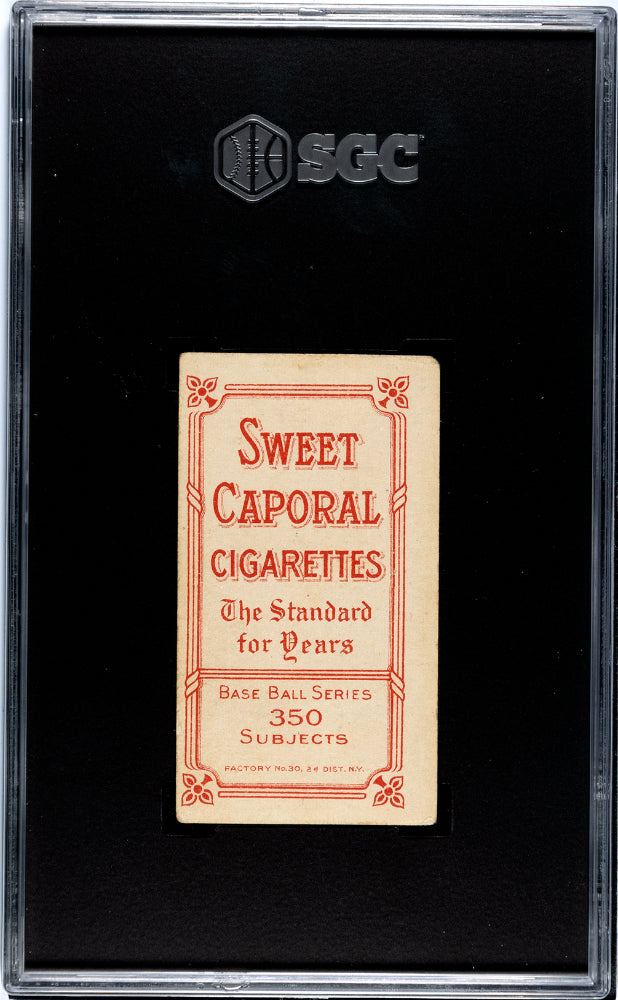 SGC
SWEET
CAPORAL
CIGARETTES
The Standard
for Years
BASE BALL SERIES
350
SUBJECTS
FACTORY No. 30, 2d DIST. N.Y.